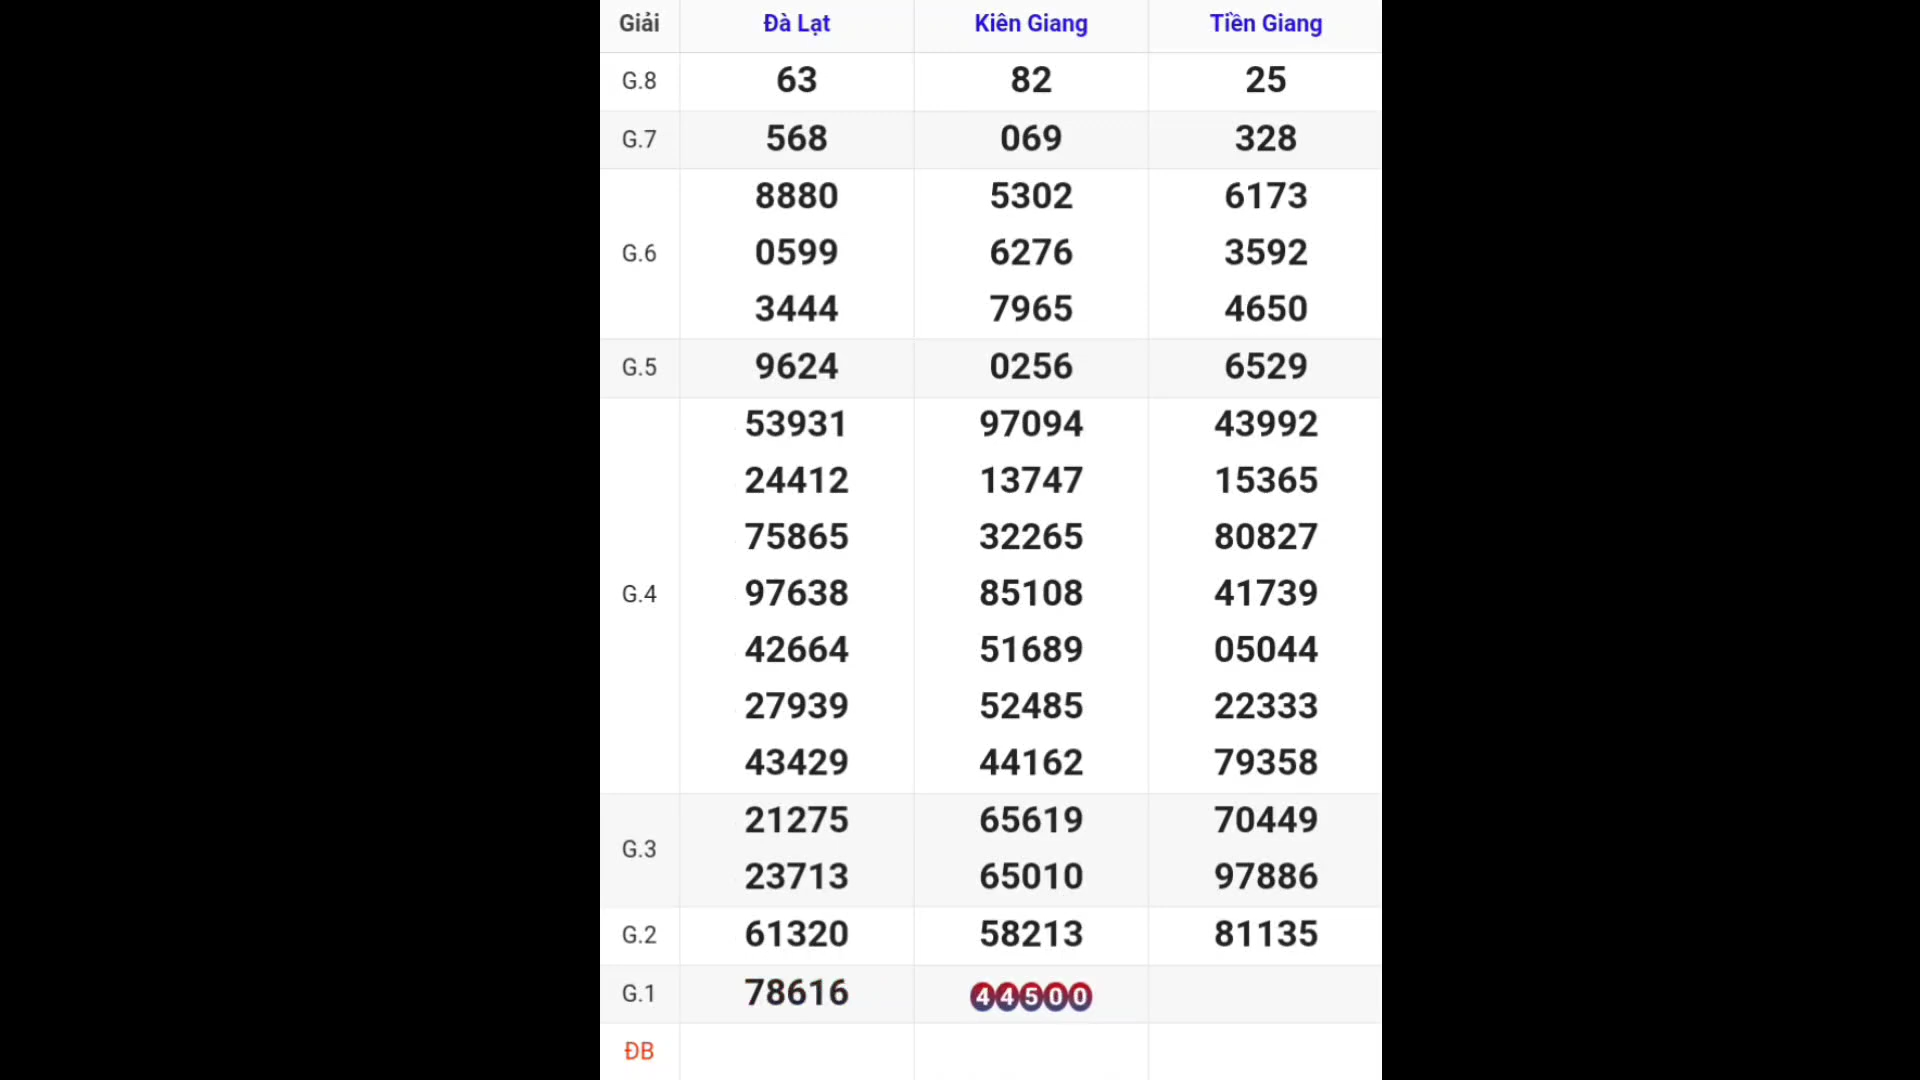 Giải Đà Lạt Kiên Giang Tiền Giang
G.8 63 82 25
G.7 568 069 328
8880 5302 6173
G.6 0599 6276 3592
3444 7965 4650
G.5 9624 0256 6529
53931 97094 43992
24412 13747 15365
75865 32265 80827
G.4 97638 85108 41739
42664 51689 05044
27939 52485 22333
43429 44162 79358
G.3 21275 65619 70449
23713 65010 97886
G.2 61320 58213 81135
G.1 78616 44500
ĐB